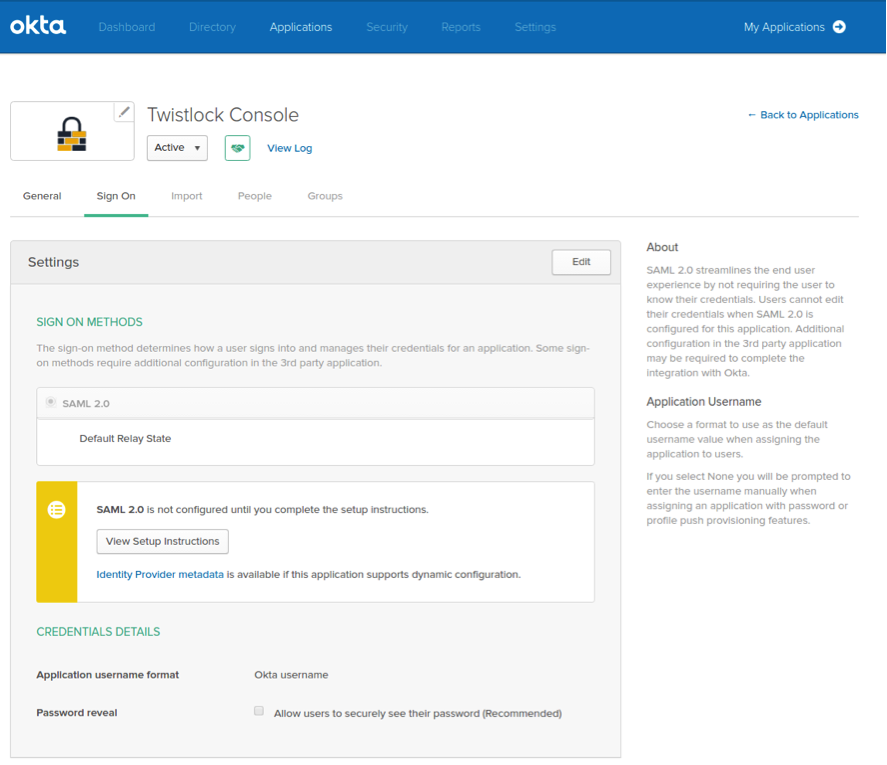 okta Dashboard Directory Applications Security Reports Settings My Applications
Twistlock Console
← Back to Applications
Active View Log
General Sign On Import People Groups
Settings Edit
SIGN ON METHODS
The sign-on method determines how a user signs into and manages their credentials for an application. Some sign-
on methods require additional configuration in the 3rd party application.
SAML 2.0
Default Relay State
SAML 2.0 is not configured until you complete the setup instructions.
View Setup Instructions
Identity Provider metadata is available if this application supports dynamic configuration.
CREDENTIALS DETAILS
Application username format Okta username
Password reveal Allow users to securely see their password (Recommended)
About
SAML 2.0 streamlines the end user
experience by not requiring the user to
know their credentials. Users cannot edit
their credentials when SAML 2.0 is
configured for this application. Additional
configuration in the 3rd party application
may be required to complete the
integration with Okta.
Application Username
Choose a format to use as the default
username value when assigning the
application to users.
If you select None you will be prompted to
enter the username manually when
assigning an application with password or
profile push provisioning features.